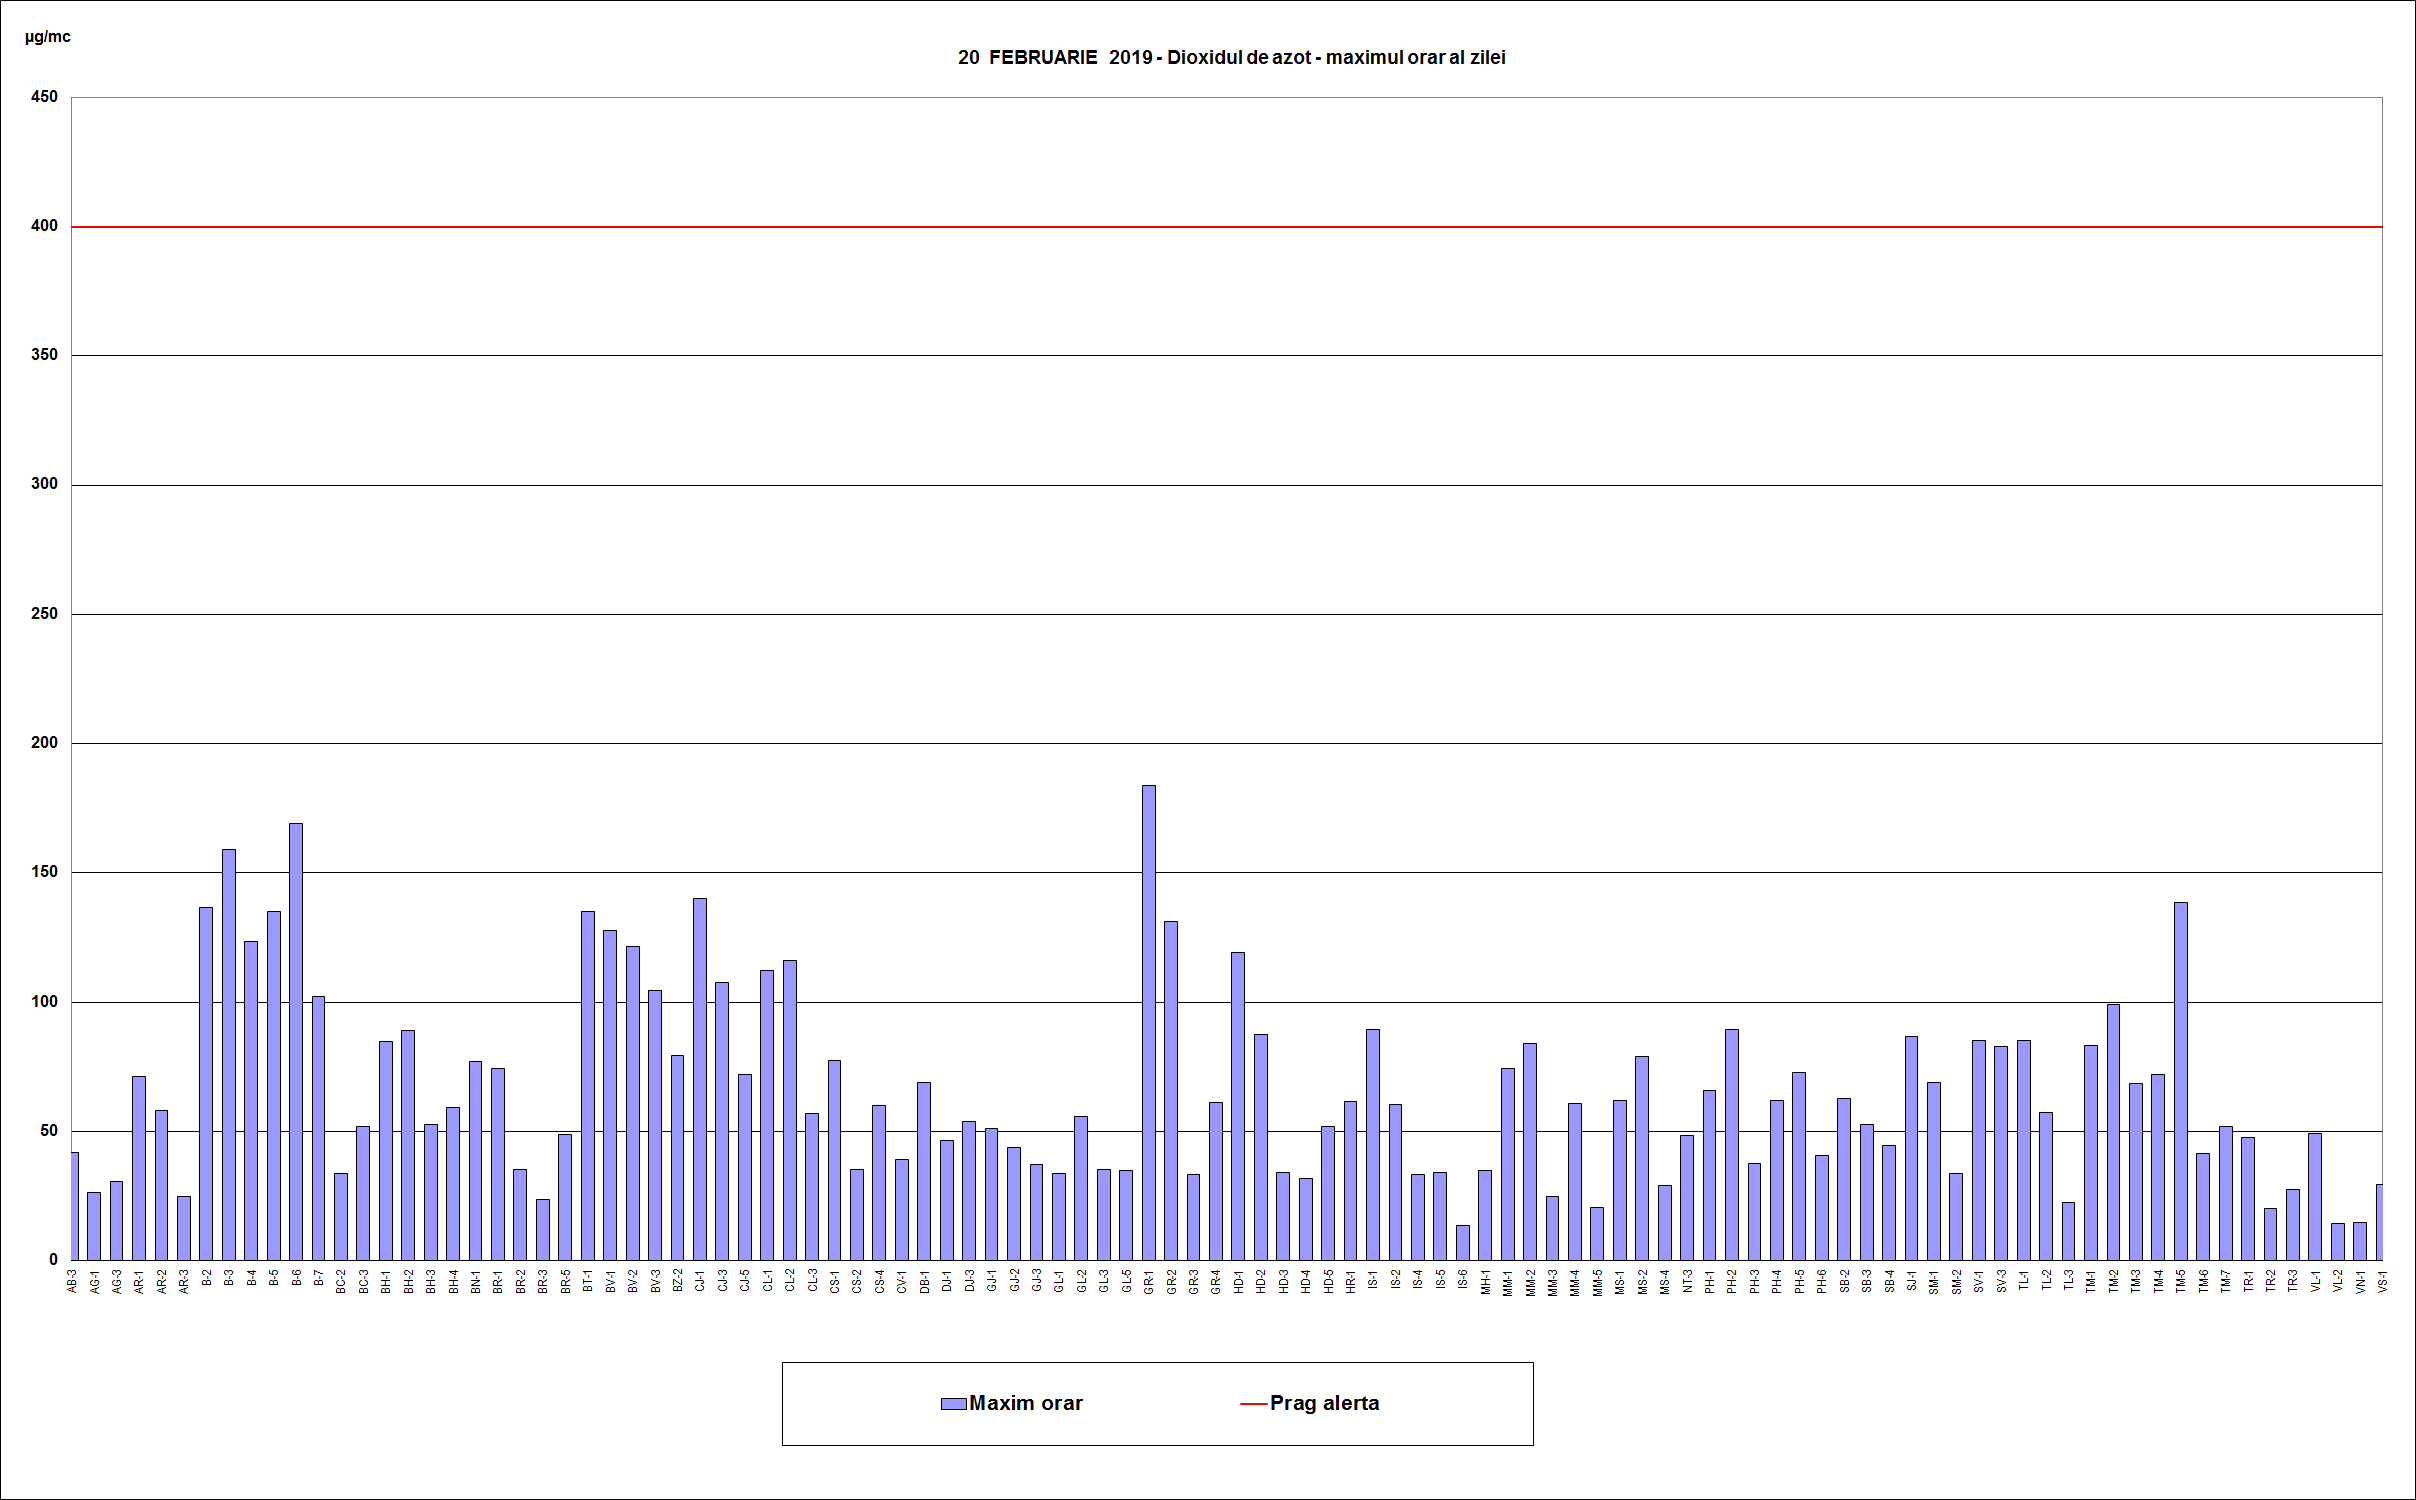 µg/mc
20 FEBRUARIE 2019 - Dioxidul de azot - maximul orar al zilei
450
400
350
300
250
200
150
100
50
0
AB-3 AG-1 AG-3 AR-1 AR-2 AR-3 B-2 B-3 B-4 B-5 B-6 B-7 BC-2 BC-3 BH-1 BH-2 BH-3 BH-4 BN-1 BR-1 BR-2 BR-3 BR-5 BT-1 BV-1 BV-2 BV-3 BZ-2 CJ-1 CJ-3 CJ-5 CL-1 CL-2 CL-3 CS-1 CS-2 CS-4 CV-1 DB-1 DJ-1 DJ-3 GJ-1 GJ-2 GJ-3 GL-1 GL-2 GL-3 GL-5 GR-1 GR-2 GR-3 GR-4 HD-1 HD-2 HD-3 HD-4 HD-5 HR-1 IS-1 IS-2 IS-4 IS-5 IS-6 MH-1 MM-1 MM-2 MM-3 MM-4 MM-5 MS-1 MS-2 MS-4 NT-3 PH-1 PH-2 PH-3 PH-4 PH-5 PH-6 SB-2 SB-3 SB-4 SJ-1 SM-1 SM-2 SV-1 SV-3 TL-1 TL-2 TL-3 TM-1 TM-2 TM-3 TM-4 TM-5 TM-6 TM-7 TR-1 TR-2 TR-3 VL-1 VL-2 VN-1 VS-1
Maxim orar Prag alerta